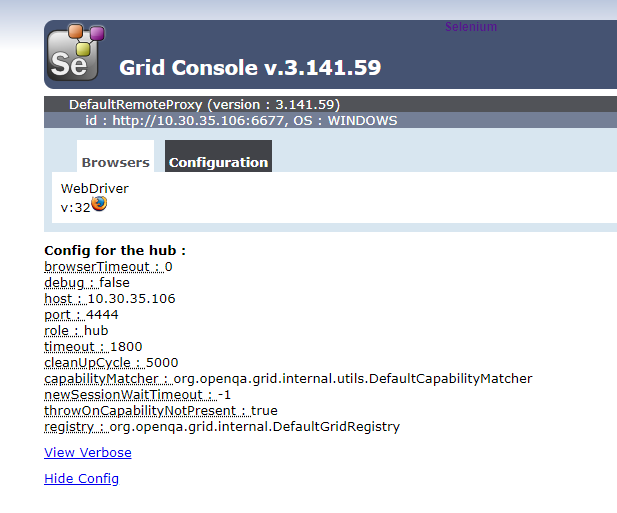 Selenium
Se
Grid Console v.3.141.59
DefaultRemoteProxy (version : 3.141.59)
id : http://10.30.35.106:6677, OS : WINDOWS
Browsers Configuration
WebDriver
v:32
Config for the hub :
browserTimeout : 0
debug : false
host : 10.30.35.106
port : 4444
role : hub
timeout : 1800
cleanUpCycle : 5000
capabilityMatcher : org.openqa.grid.internal.utils.DefaultCapabilityMatcher
newSessionWaitTimeout : -1
throwOnCapabilityNotPresent : true
registry : org.openqa.grid.internal.DefaultGridRegistry
View Verbose
Hide Config